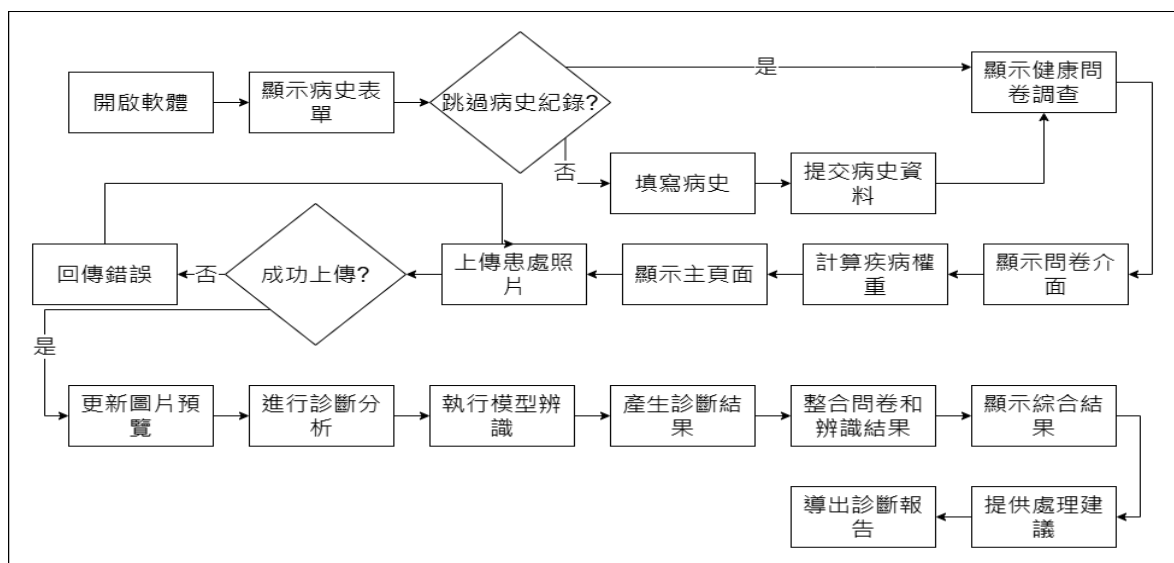 開啟軟體
顯示病史表
單
跳過病史紀錄?
是
顯示健康問
卷調查
否
填寫病史
提交病史資
料
回傳錯誤
否
成功上傳?
上傳患處照
片
顯示主頁面
計算疾病權
重
顯示問卷介
面
是
更新圖片預
覽
進行診斷分
析
執行模型辨
識
產生診斷結
果
整合問卷和
辨識結果
顯示綜合結
果
導出診斷報
告
提供處理建
議